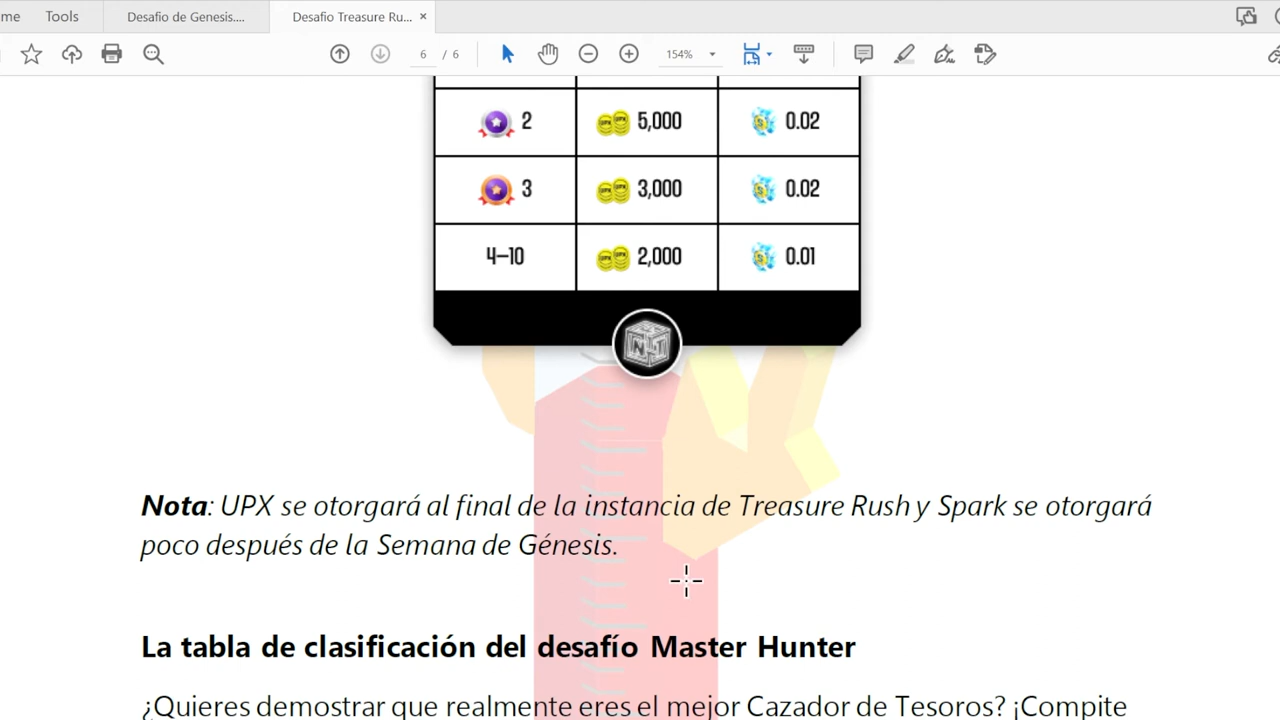 me Tools Desafio de Genesis.... Desafio Treasure Ru... ×
6 / 6 154%
2 UPX 5,000 0.02
3 UPX 3,000 0.02
4–10 UPX 2,000 0.01
N
Nota: UPX se otorgará al final de la instancia de Treasure Rush y Spark se otorgará
poco después de la Semana de Génesis.
La tabla de clasificación del desafío Master Hunter
¿Quieres demostrar que realmente eres el mejor Cazador de Tesoros? ¡Compite